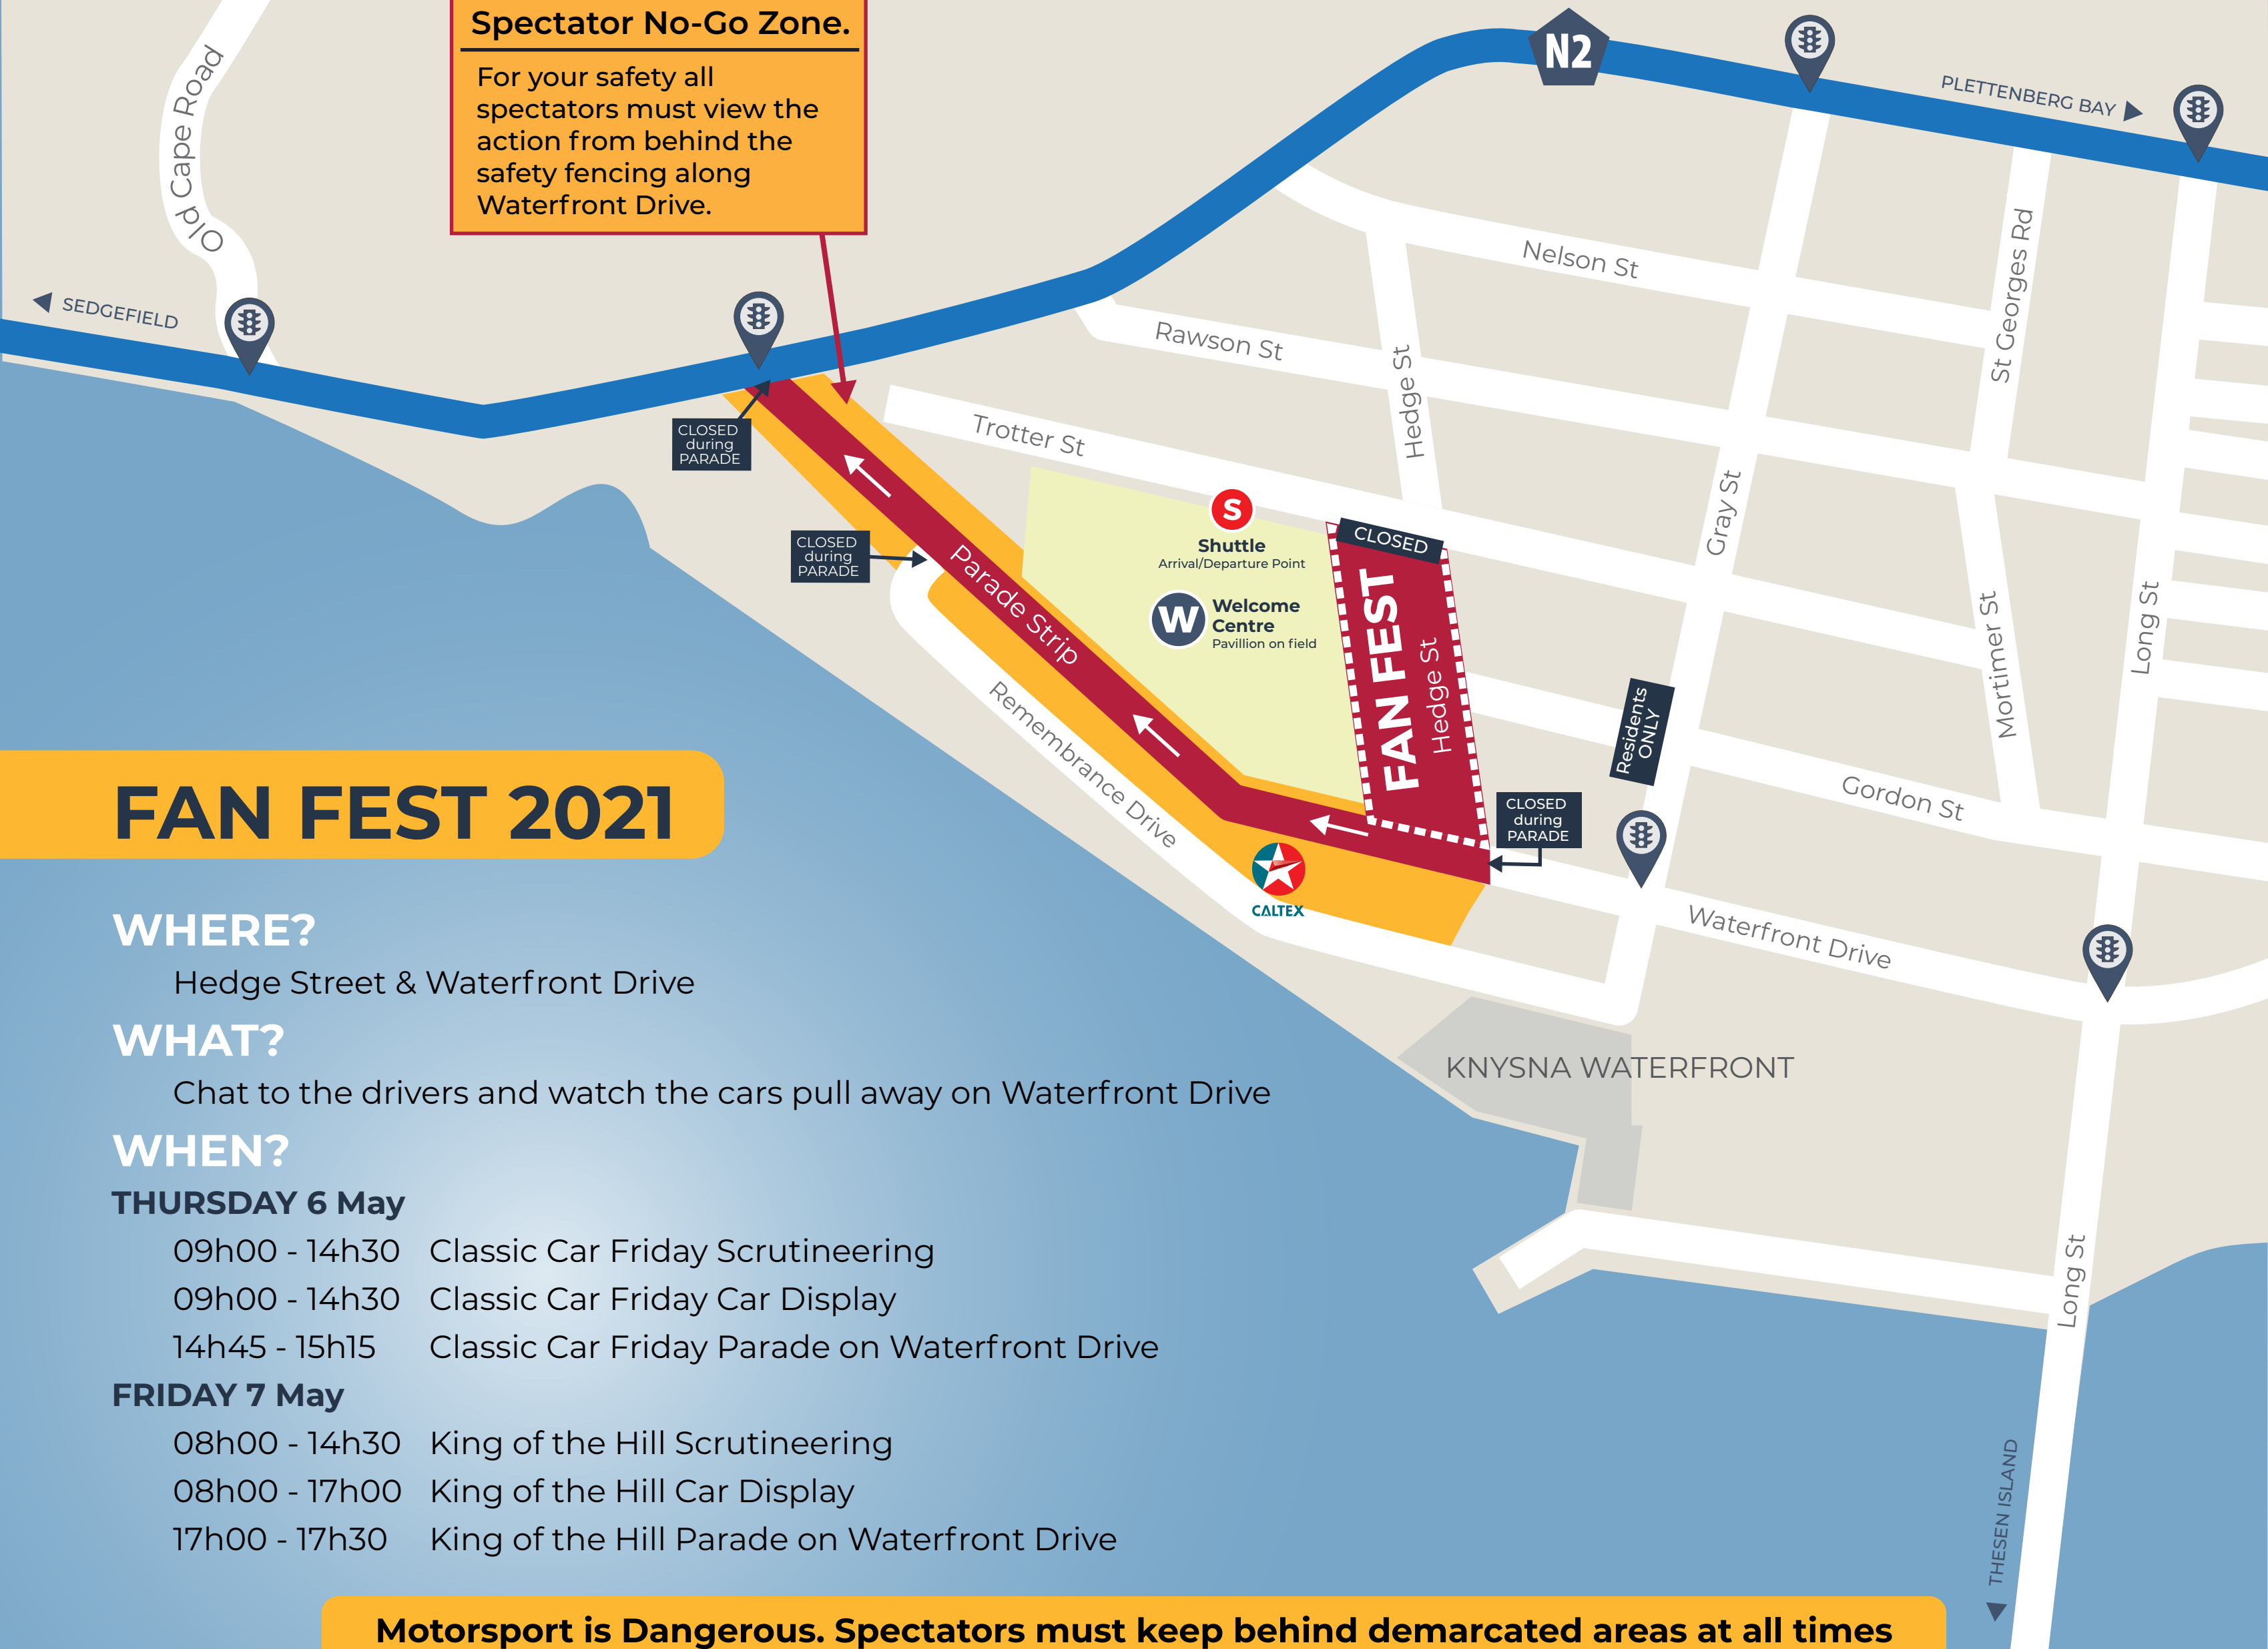 Spectator No-Go Zone.
For your safety all
spectators must view the
action from behind the
safety fencing along
Waterfront Drive.
N2
PLETTENBERG BAY
Old Cape Road
SEDGEFIELD
Nelson St
St Georges Rd
Rawson St
Hedge St
Trotter St
CLOSED
during
PARADE
Gray St
S
Shuttle
Arrival/Departure Point
CLOSED
CLOSED
during
PARADE
Parade Strip
W
Welcome
Centre
Pavillion on field
FAN FEST
Hedge St
Mortimer St
Long St
Residents
ONLY
Remembrance Drive
Gordon St
CLOSED
during
PARADE
CALTEX
Waterfront Drive
KNYSNA WATERFRONT
Long St
THESEN ISLAND
FAN FEST 2021
WHERE?
Hedge Street & Waterfront Drive
WHAT?
Chat to the drivers and watch the cars pull away on Waterfront Drive
WHEN?
THURSDAY 6 May
09h00 - 14h30 Classic Car Friday Scrutineering
09h00 - 14h30 Classic Car Friday Car Display
14h45 - 15h15 Classic Car Friday Parade on Waterfront Drive
FRIDAY 7 May
08h00 - 14h30 King of the Hill Scrutineering
08h00 - 17h00 King of the Hill Car Display
17h00 - 17h30 King of the Hill Parade on Waterfront Drive
Motorsport is Dangerous. Spectators must keep behind demarcated areas at all times